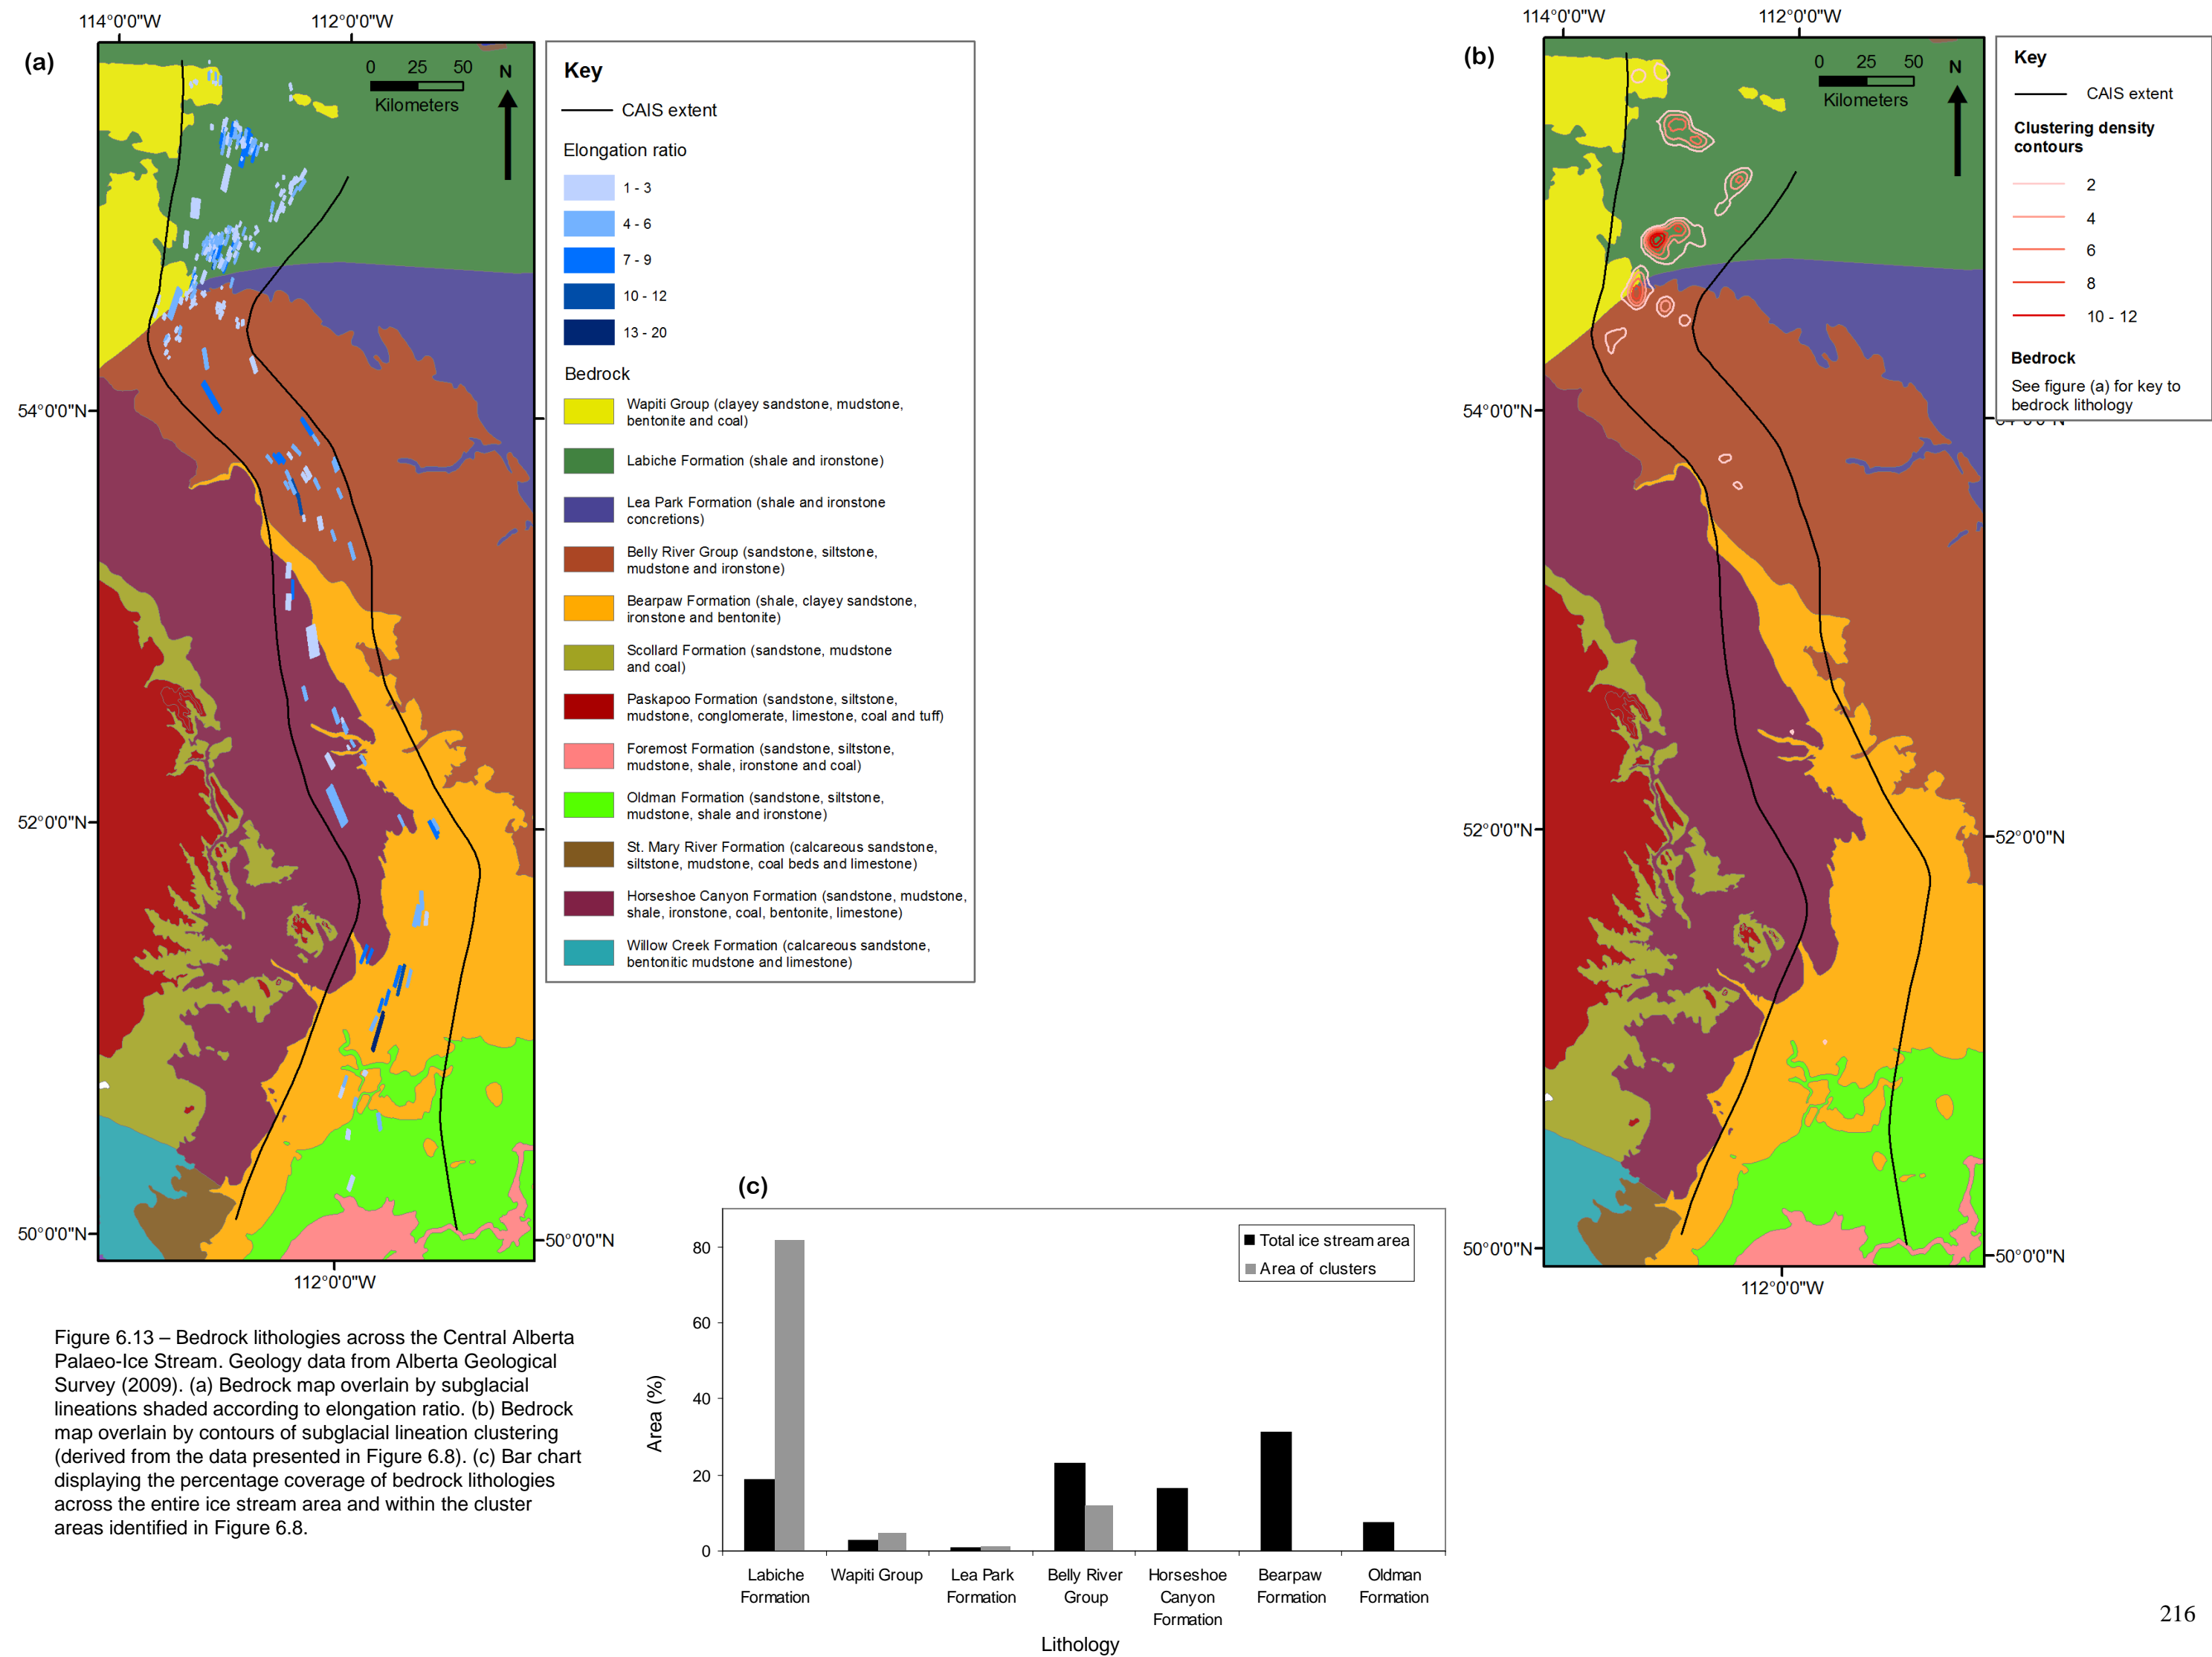 (a)
114°0'0"W
112°0'0"W
0 25 50
Kilometers
N
54°0'0"N
52°0'0"N
50°0'0"N
50°0'0"N
112°0'0"W
Key
CAIS extent
Elongation ratio
1 - 3
4 - 6
7 - 9
10 - 12
13 - 20
Bedrock
Wapiti Group (clayey sandstone, mudstone,
bentonite and coal)
Labiche Formation (shale and ironstone)
Lea Park Formation (shale and ironstone
concretions)
Belly River Group (sandstone, siltstone,
mudstone and ironstone)
Bearpaw Formation (shale, clayey sandstone,
ironstone and bentonite)
Scollard Formation (sandstone, mudstone
and coal)
Paskapoo Formation (sandstone, siltstone,
mudstone, conglomerate, limestone, coal and tuff)
Foremost Formation (sandstone, siltstone,
mudstone, shale, ironstone and coal)
Oldman Formation (sandstone, siltstone,
mudstone, shale and ironstone)
St. Mary River Formation (calcareous sandstone,
siltstone, mudstone, coal beds and limestone)
Horseshoe Canyon Formation (sandstone, mudstone,
shale, ironstone, coal, bentonite, limestone)
Willow Creek Formation (calcareous sandstone,
bentonitic mudstone and limestone)
(b)
114°0'0"W
112°0'0"W
0 25 50
Kilometers
N
54°0'0"N
52°0'0"N
52°0'0"N
50°0'0"N
50°0'0"N
112°0'0"W
Key
CAIS extent
Clustering density
contours
2
4
6
8
10 - 12
Bedrock
See figure (a) for key to
bedrock lithology
(c)
Area (%)
80
60
40
20
0
Total ice stream area
Area of clusters
Labiche
Formation
Wapiti Group
Lea Park
Formation
Belly River
Group
Horseshoe
Canyon
Formation
Bearpaw
Formation
Oldman
Formation
Lithology
Figure 6.13 – Bedrock lithologies across the Central Alberta
Palaeo-Ice Stream. Geology data from Alberta Geological
Survey (2009). (a) Bedrock map overlain by subglacial
lineations shaded according to elongation ratio. (b) Bedrock
map overlain by contours of subglacial lineation clustering
(derived from the data presented in Figure 6.8). (c) Bar chart
displaying the percentage coverage of bedrock lithologies
across the entire ice stream area and within the cluster
areas identified in Figure 6.8.
216